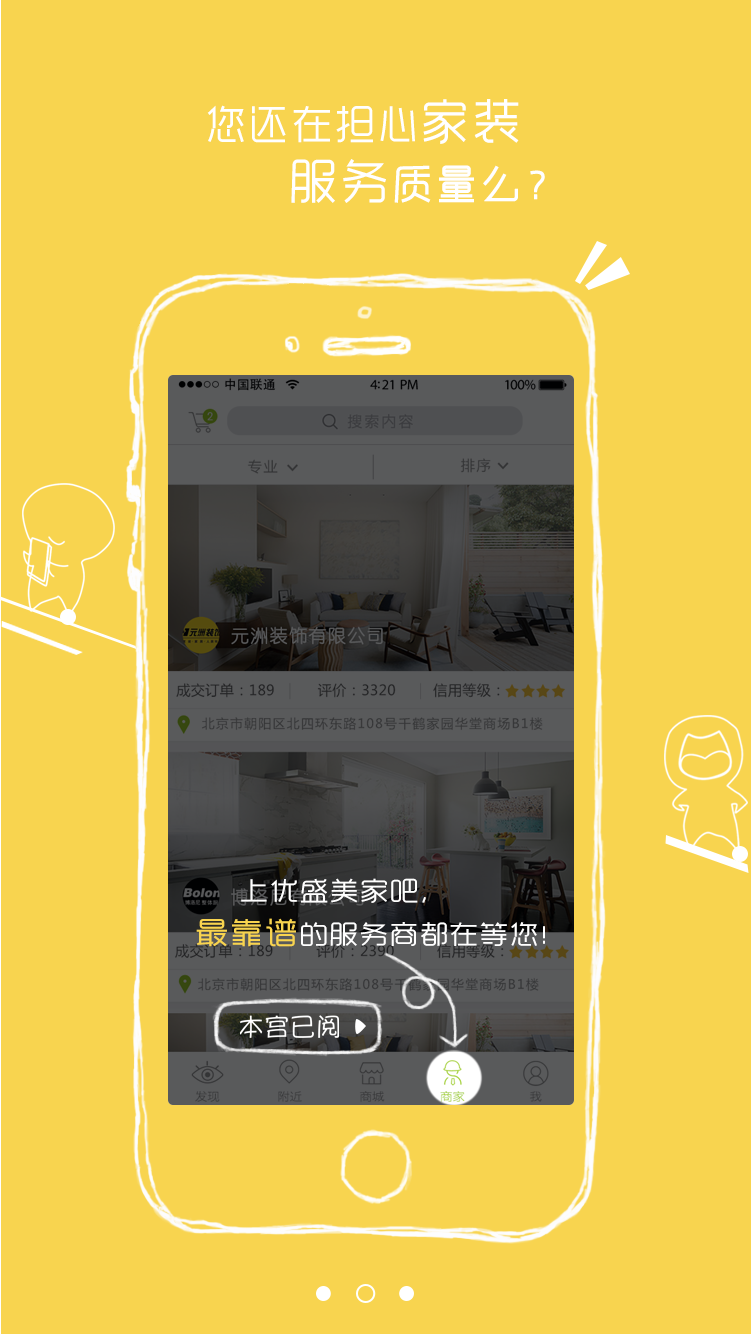 您还在担心家装
服务质量么？
中国联通 4:21 PM 100%
2 搜索内容
专业 排序
元洲装饰有限公司
成交订单：189 评价：3320 信用等级：
北京市朝阳区北四环东路108号千鹤家园华堂商场B1楼
上优盛美家吧,
Bolon 博洛尼有限公司
最靠谱的服务商都在等您!
成交订单：189 评价：2390 信用等级：
北京市朝阳区北四环东路108号千鹤家园华堂商场B1楼
本宫已阅
发现 附近 商城 商家 我